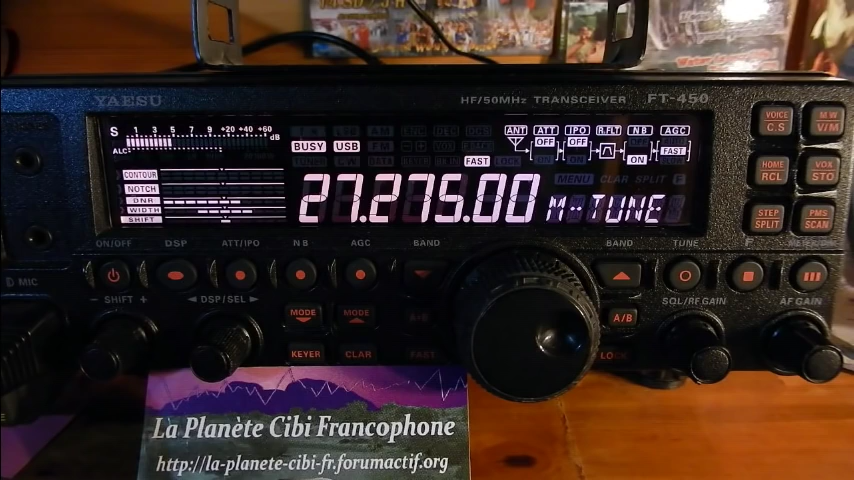 YAESU HF/50MHz TRANSCEIVER FT-450
S 1 3 5 7 9 +20 +40 +60 dB
ALC
BUSY USB
FAST
ANT ATT IPO R.FLT NB AGC
OFF OFF FAST
ON ON ON
MENU CLAR SPLIT F
CONTOUR
NOTCH
DNR
WIDTH
SHIFT
27.275.00 M-TUNE
VOICE C.S
MW V/M
HOME RCL
VOX STO
STEP SPLIT
PMS SCAN
ON/OFF DSP ATT/IPO NB AGC BAND BAND TUNE F
MIC
- SHIFT + ◄ DSP/SEL ► SQL/RF GAIN AF GAIN
MODE MODE A/B
KEYER CLAR FAST LOCK
La Planète Cibi Francophone
http://la-planete-cibi-fr.forumactif.org